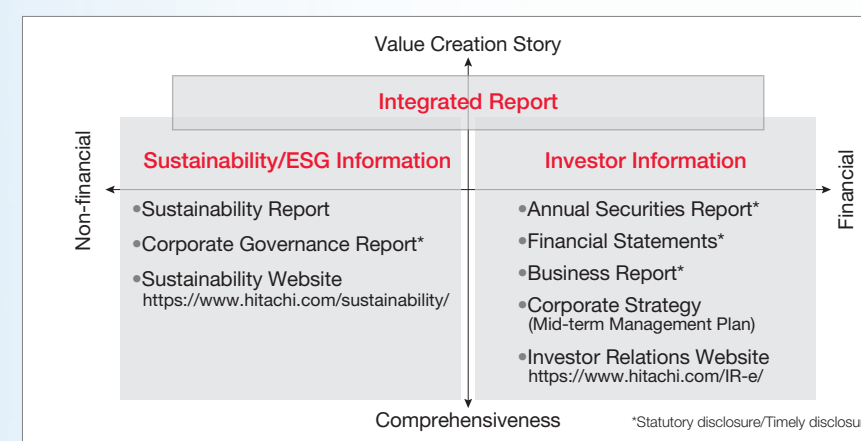 Value Creation Story
Integrated Report
Non-financial
Financial
Sustainability/ESG Information
•Sustainability Report
•Corporate Governance Report*
•Sustainability Website
https://www.hitachi.com/sustainability/
Investor Information
•Annual Securities Report*
•Financial Statements*
•Business Report*
•Corporate Strategy
(Mid-term Management Plan)
•Investor Relations Website
https://www.hitachi.com/IR-e/
Comprehensiveness
*Statutory disclosure/Timely disclosu